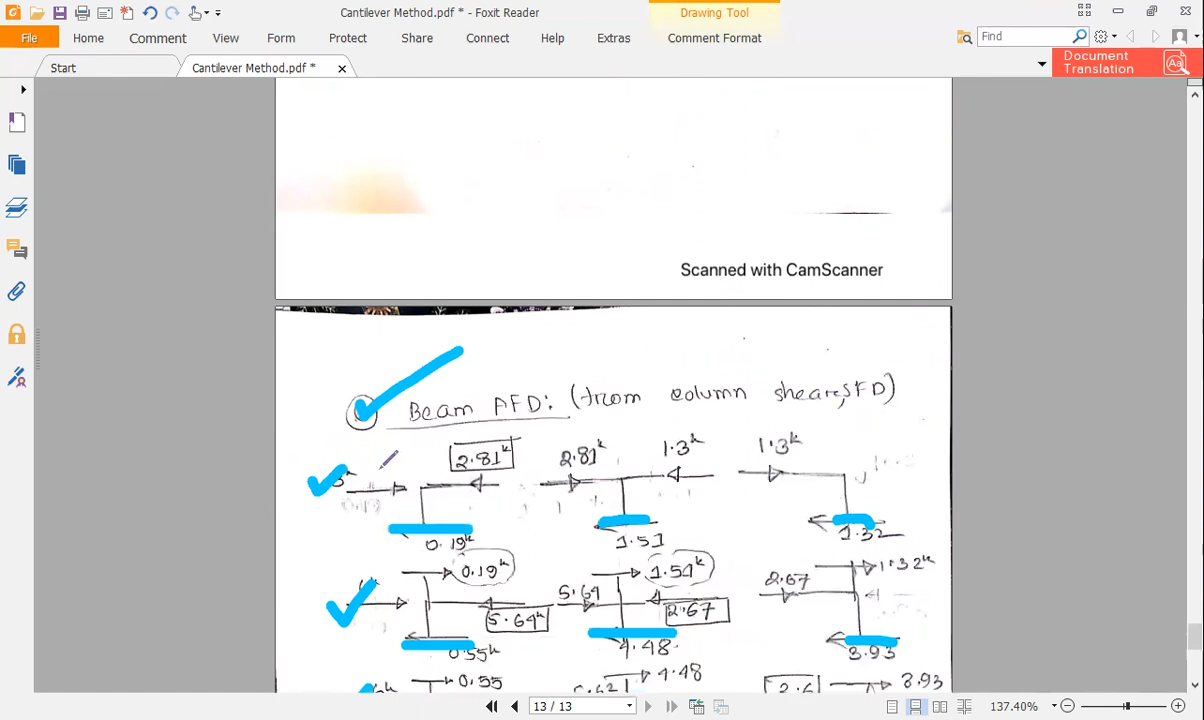 Cantilever Method.pdf * - Foxit Reader
Drawing Tool
File Home Comment View Form Protect Share Connect Help Extras Comment Format
Find
Start
Cantilever Method.pdf *
Document Translation
Scanned with CamScanner
Beam AFD: (from column shear, SFD)
2.81k 2.81k 1.3k 1.3k
0.19k 1.51 1.32
0.19k 1.51k 1.32k
5.64k 5.64 2.67 2.67
0.55k 4.48 3.93
0.55 4.48 3.93
13 / 13
137.40%